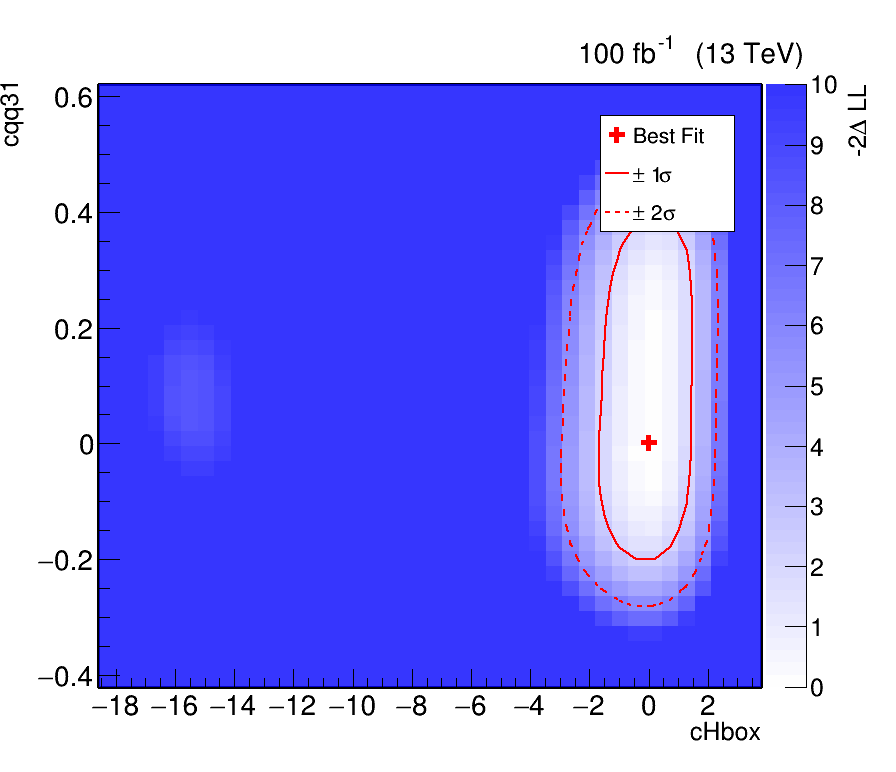 100 fb-1 (13 TeV)
cqq31
0.6
0.4
0.2
0
−0.2
−0.4
Best Fit
± 1σ
± 2σ
10
9
8
7
6
5
4
3
2
1
0
-2Δ LL
−18 −16 −14 −12 −10 −8 −6 −4 −2 0 2
cHbox